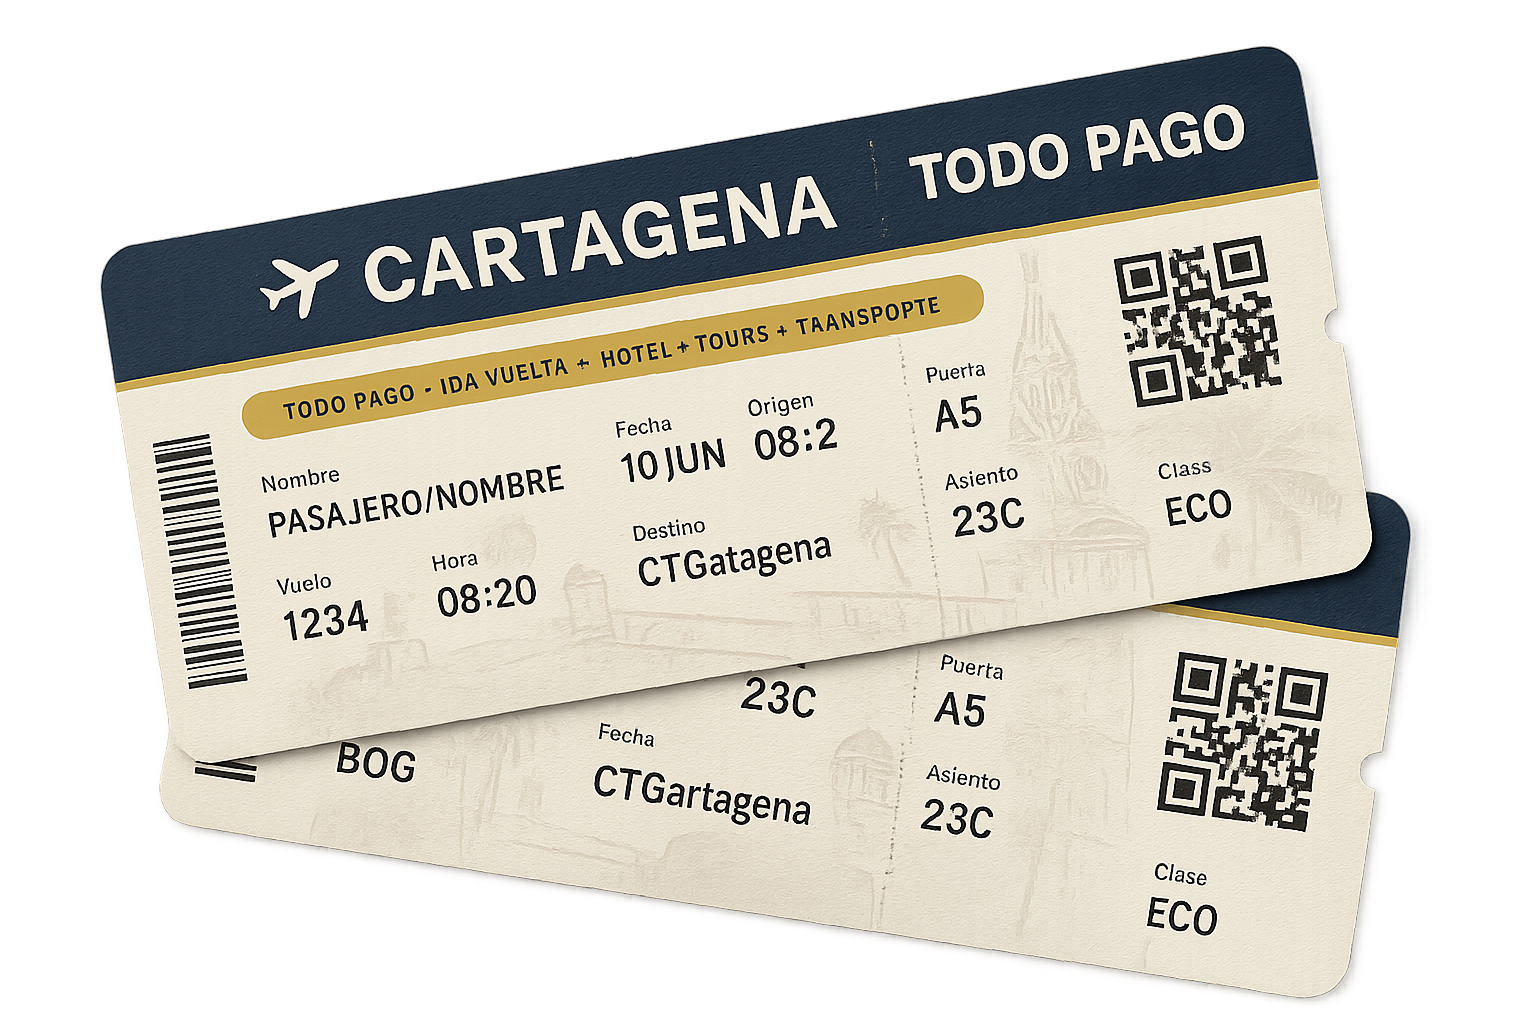 CARTAGENA
TODO PAGO
TODO PAGO - IDA VUELTA + HOTEL + TOURS + TAANSPOPTE
Nombre
PASAJERO/NOMBRE
Fecha
10 JUN
Origen
08:2
Vuelo
1234
Hora
08:20
Destino
CTGatagena
Puerta
A5
Asiento
23C
Class
ECO
BOG
23C
Fecha
CTGartagena
Puerta
A5
Asiento
23C
Clase
ECO